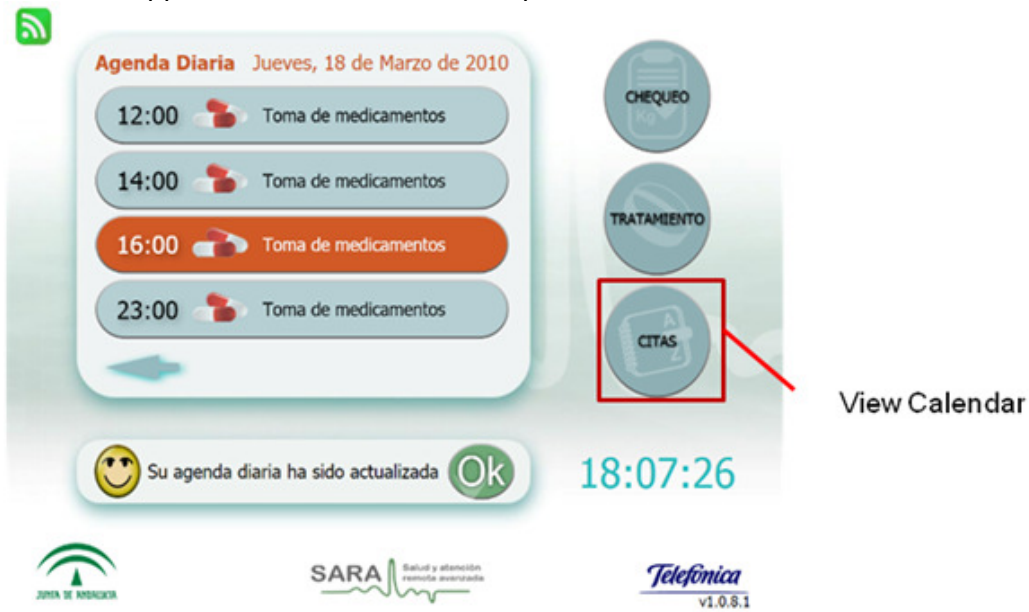 Agenda Diaria Jueves, 18 de Marzo de 2010
12:00 Toma de medicamentos
14:00 Toma de medicamentos
16:00 Toma de medicamentos
23:00 Toma de medicamentos
CHEQUEO
Kg
TRATAMIENTO
A
Z
CITAS
View Calendar
Su agenda diaria ha sido actualizada Ok
18:07:26
JUNTA DE ANDALUCIA
SARA Salud y atención
remota avanzada
Telefónica
v1.0.8.1